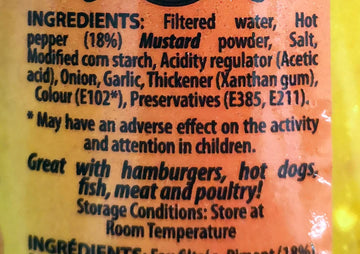 INGREDIENTS: Filtered water, Hot
pepper (18%) Mustard powder, Salt,
Modified corn starch, Acidity regulator (Acetic
acid), Onion, Garlic, Thickener (Xanthan gum),
Colour (E102*), Preservatives (E385, E211).
* May have an adverse effect on the activity
and attention in children.
Great with hamburgers, hot dogs,
fish, meat and poultry!
Storage Conditions: Store at
Room Temperature
INGRÉDIENTS: